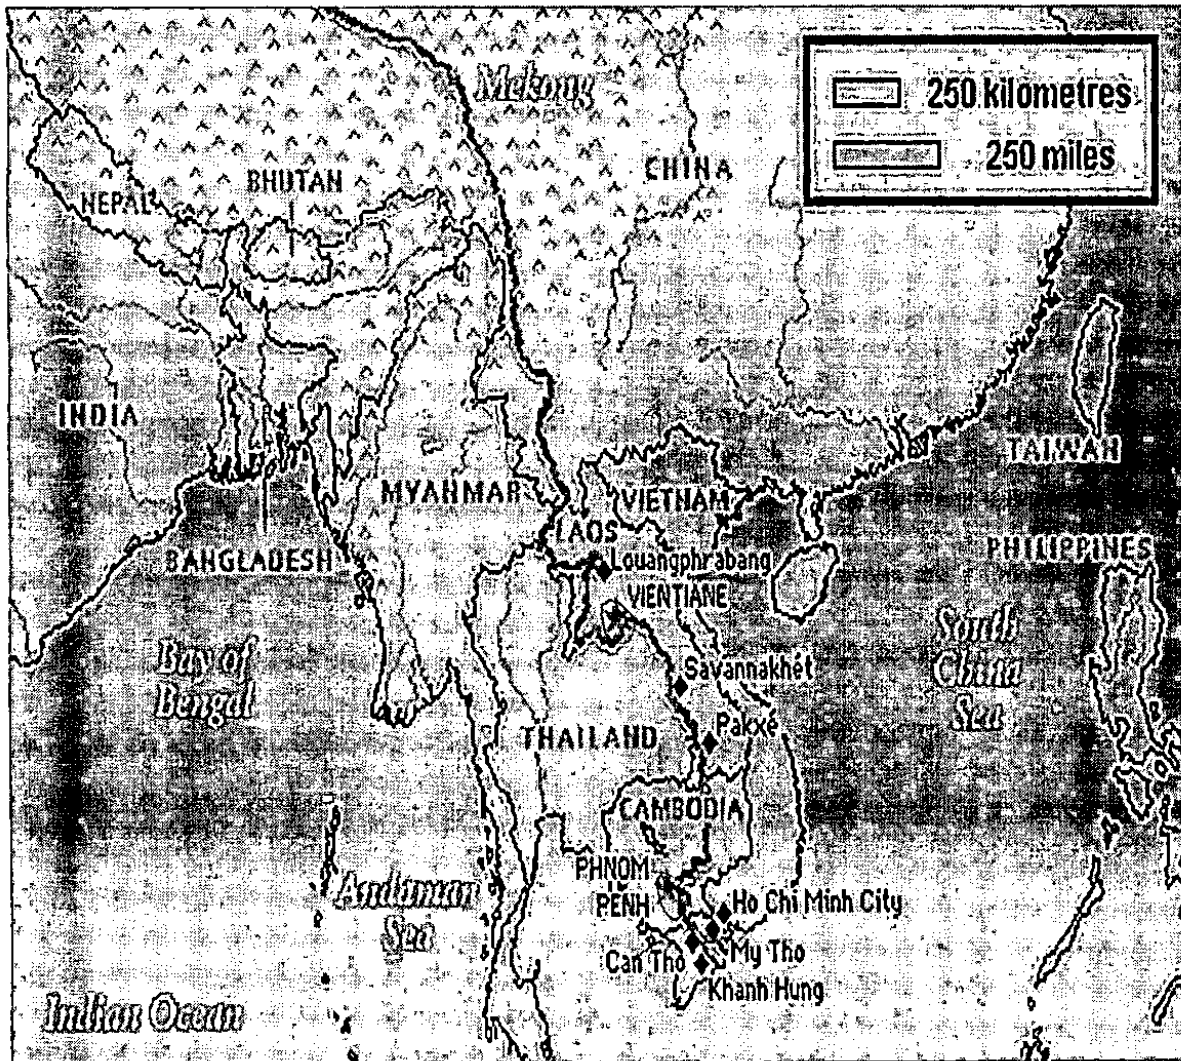 Mekong
250 kilometres
250 miles
CHINA
BHUTAN
NEPAL
INDIA
TAIWAN
MYANMAR
VIETNAM
LAOS
BANGLADESH
Louangphrabang
PHILIPPINES
VIENTIANE
Bay of
Bengal
South
China
Sea
Savannakhét
THAILAND
Pakxé
CAMBODIA
PHNOM
PENH
Andaman
Sea
Ho Chi Minh City
My Tho
Can Tho
Khanh Hung
Indian Ocean